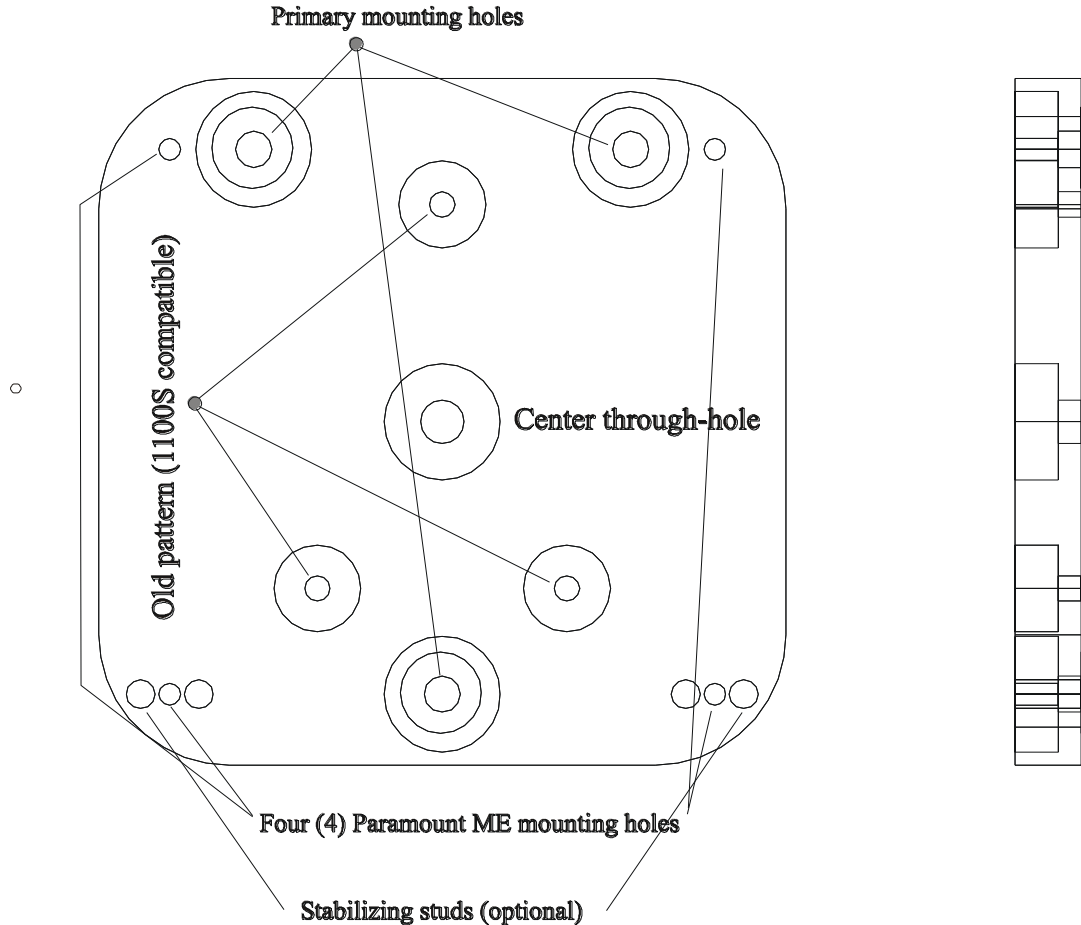 Primary mounting holes
Old pattern (1100S compatible)
Center through-hole
Four (4) Paramount ME mounting holes
Stabilizing studs (optional)